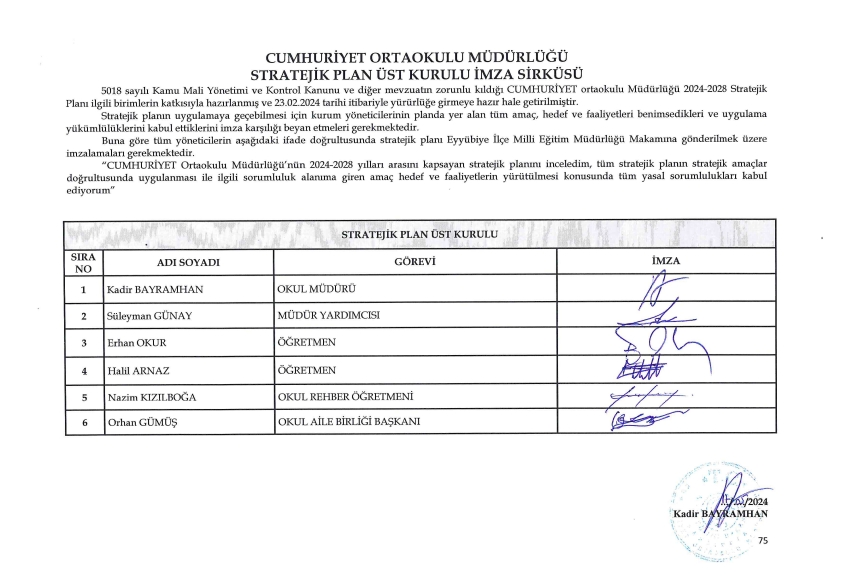 CUMHURİYET ORTAOKULU MÜDÜRLÜĞÜ
STRATEJİK PLAN ÜST KURULU İMZA SİRKÜSÜ
5018 sayılı Kamu Mali Yönetimi ve Kontrol Kanunu ve diğer mevzuatın zorunlu kıldığı CUMHURİYET ortaokulu Müdürlüğü 2024-2028 Stratejik
Planı ilgili birimlerin katkısıyla hazırlanmış ve 23.02.2024 tarihi itibariyle yürürlüğe girmeye hazır hale getirilmiştir.
Stratejik planın uygulamaya geçebilmesi için kurum yöneticilerinin planda yer alan tüm amaç, hedef ve faaliyetleri benimsedikleri ve uygulama
yükümlülüklerini kabul ettiklerini imza karşılığı beyan etmeleri gerekmektedir.
Buna göre tüm yöneticilerin aşağıdaki ifade doğrultusunda stratejik planı Eyyübiye İlçe Milli Eğitim Müdürlüğü Makamına gönderilmek üzere
imzalamaları gerekmektedir.
“CUMHURİYET Ortaokulu Müdürlüğü’nün 2024-2028 yılları arasını kapsayan stratejik planını inceledim, tüm stratejik planın stratejik amaçlar
doğrultusunda uygulanması ile ilgili sorumluluk alanıma giren amaç hedef ve faaliyetlerin yürütülmesi konusunda tüm yasal sorumlulukları kabul
ediyorum”
STRATEJİK PLAN ÜST KURULU
SIRA NO ADI SOYADI GÖREVİ İMZA
1 Kadir BAYRAMHAN OKUL MÜDÜRÜ
2 Süleyman GÜNAY MÜDÜR YARDIMCISI
3 Erhan OKUR ÖĞRETMEN
4 Halil ARNAZ ÖĞRETMEN
5 Nazim KIZILBOĞA OKUL REHBER ÖĞRETMENİ
6 Orhan GÜMÜŞ OKUL AİLE BİRLİĞİ BAŞKANI
/2024
Kadir BAYRAMHAN
75